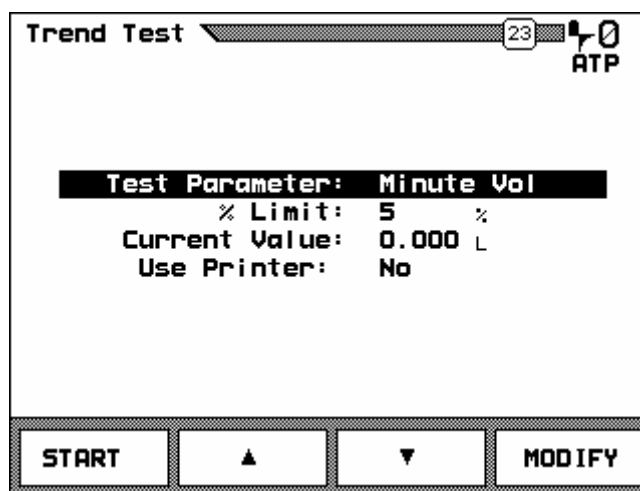 Trend Test 23 0
ATP
Test Parameter: Minute Vol
% Limit: 5 %
Current Value: 0.000 L
Use Printer: No
START ▲ ▼ MODIFY